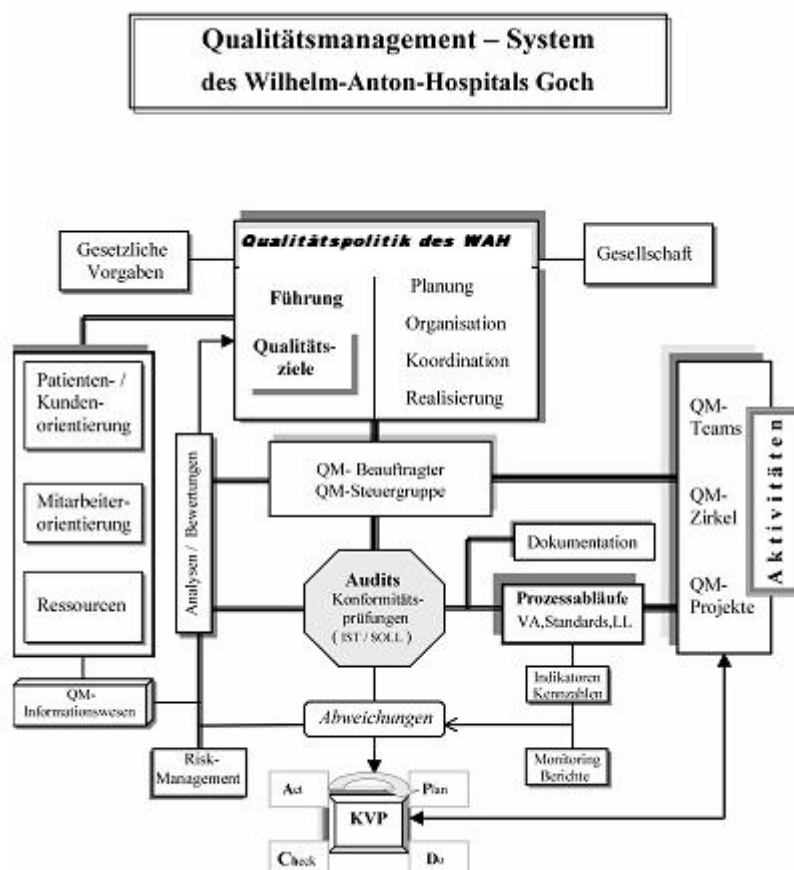 Qualitätsmanagement – System
des Wilhelm-Anton-Hospitals Goch
Gesetzliche
Vorgaben
Qualitätspolitik des WAH
Gesellschaft
Führung
Qualitäts-
ziele
Planung
Organisation
Koordination
Realisierung
Patienten- /
Kunden-
orientierung
Mitarbeiter-
orientierung
Ressourcen
QM-
Informationswesen
Analysen / Bewertungen
QM- Beauftragter
QM-Steuergruppe
QM-
Teams
QM-
Zirkel
QM-
Projekte
Aktivitäten
Dokumentation
Audits
Konformitäts-
prüfungen
( IST / SOLL )
Prozessabläufe
VA,Standards,LL
Indikatoren
Kennzahlen
Abweichungen
Risk-
Management
Monitoring
Berichte
Act
Plan
KVP
Check
Do